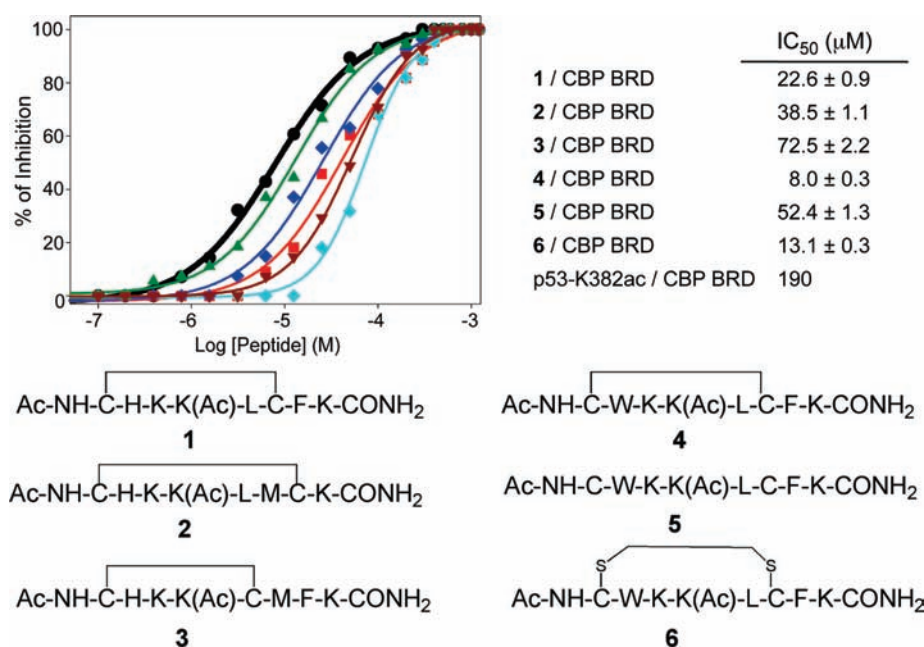 100
80
60
40
20
0
% of Inhibition
-7 -6 -5 -4 -3
Log [Peptide] (M)
IC50 (μM)
1 / CBP BRD 22.6 ± 0.9
2 / CBP BRD 38.5 ± 1.1
3 / CBP BRD 72.5 ± 2.2
4 / CBP BRD 8.0 ± 0.3
5 / CBP BRD 52.4 ± 1.3
6 / CBP BRD 13.1 ± 0.3
p53-K382ac / CBP BRD 190
Ac-NH-C-H-K-K(Ac)-L-C-F-K-CONH2
1
Ac-NH-C-H-K-K(Ac)-L-M-C-K-CONH2
2
Ac-NH-C-H-K-K(Ac)-C-M-F-K-CONH2
3
Ac-NH-C-W-K-K(Ac)-L-C-F-K-CONH2
4
Ac-NH-C-W-K-K(Ac)-L-C-F-K-CONH2
5
S S
Ac-NH-C-W-K-K(Ac)-L-C-F-K-CONH2
6